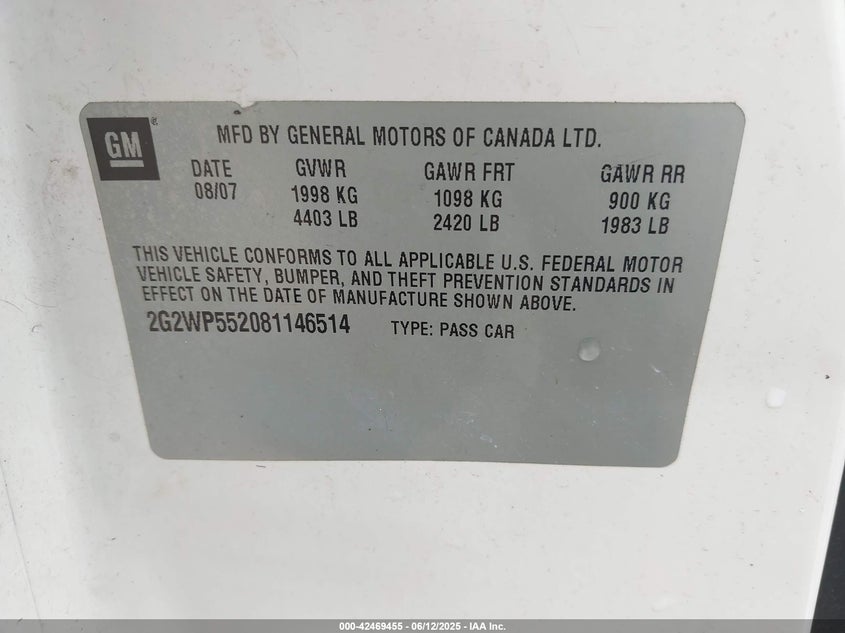 GM
MFD BY GENERAL MOTORS OF CANADA LTD.
DATE GVWR GAWR FRT GAWR RR
08/07 1998 KG 1098 KG 900 KG
4403 LB 2420 LB 1983 LB
THIS VEHICLE CONFORMS TO ALL APPLICABLE U.S. FEDERAL MOTOR
VEHICLE SAFETY, BUMPER, AND THEFT PREVENTION STANDARDS IN
EFFECT ON THE DATE OF MANUFACTURE SHOWN ABOVE.
2G2WP552081146514 TYPE: PASS CAR
000-42469455 - 06/12/2025 - IAA Inc.